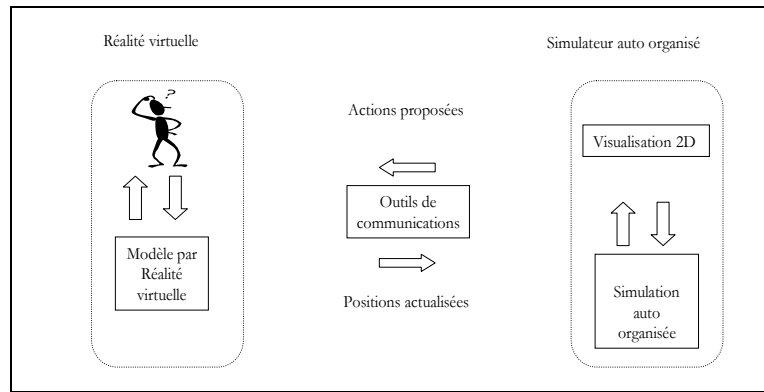 Réalité virtuelle
Simulateur auto organisé
?
Actions proposées
Visualisation 2D
Outils de
communications
Modèle par
Réalité
virtuelle
Positions actualisées
Simulation
auto
organisée